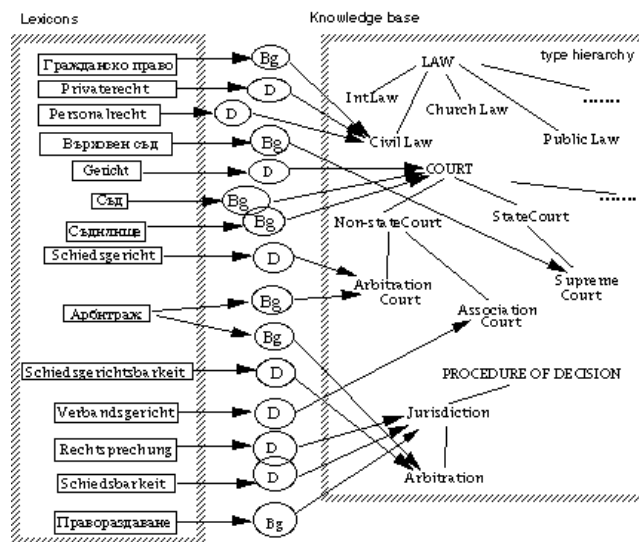 Lexicons
Knowledge base
Гражданско право
Bg
LAW
type hierarchy
Privaterecht
D
IntLaw
Church Law
.......
Personalrecht
D
Civil Law
Public Law
Върховен съд
Bg
Gericht
D
COURT
Съд
Bg
.......
Съднлище
Bg
Non-stateCourt
StateCourt
Schiedsgericht
D
Arbitration
Court
Supreme
Court
Арбнтраж
Bg
Association
Court
Bg
Schiedsgerichtsbarkeit
D
PROCEDURE OF DECISION
Verbandsgericht
D
Jurisdiction
Rechtsprechung
D
Schiedsbarkeit
D
Arbitration
Правораздаване
Bg